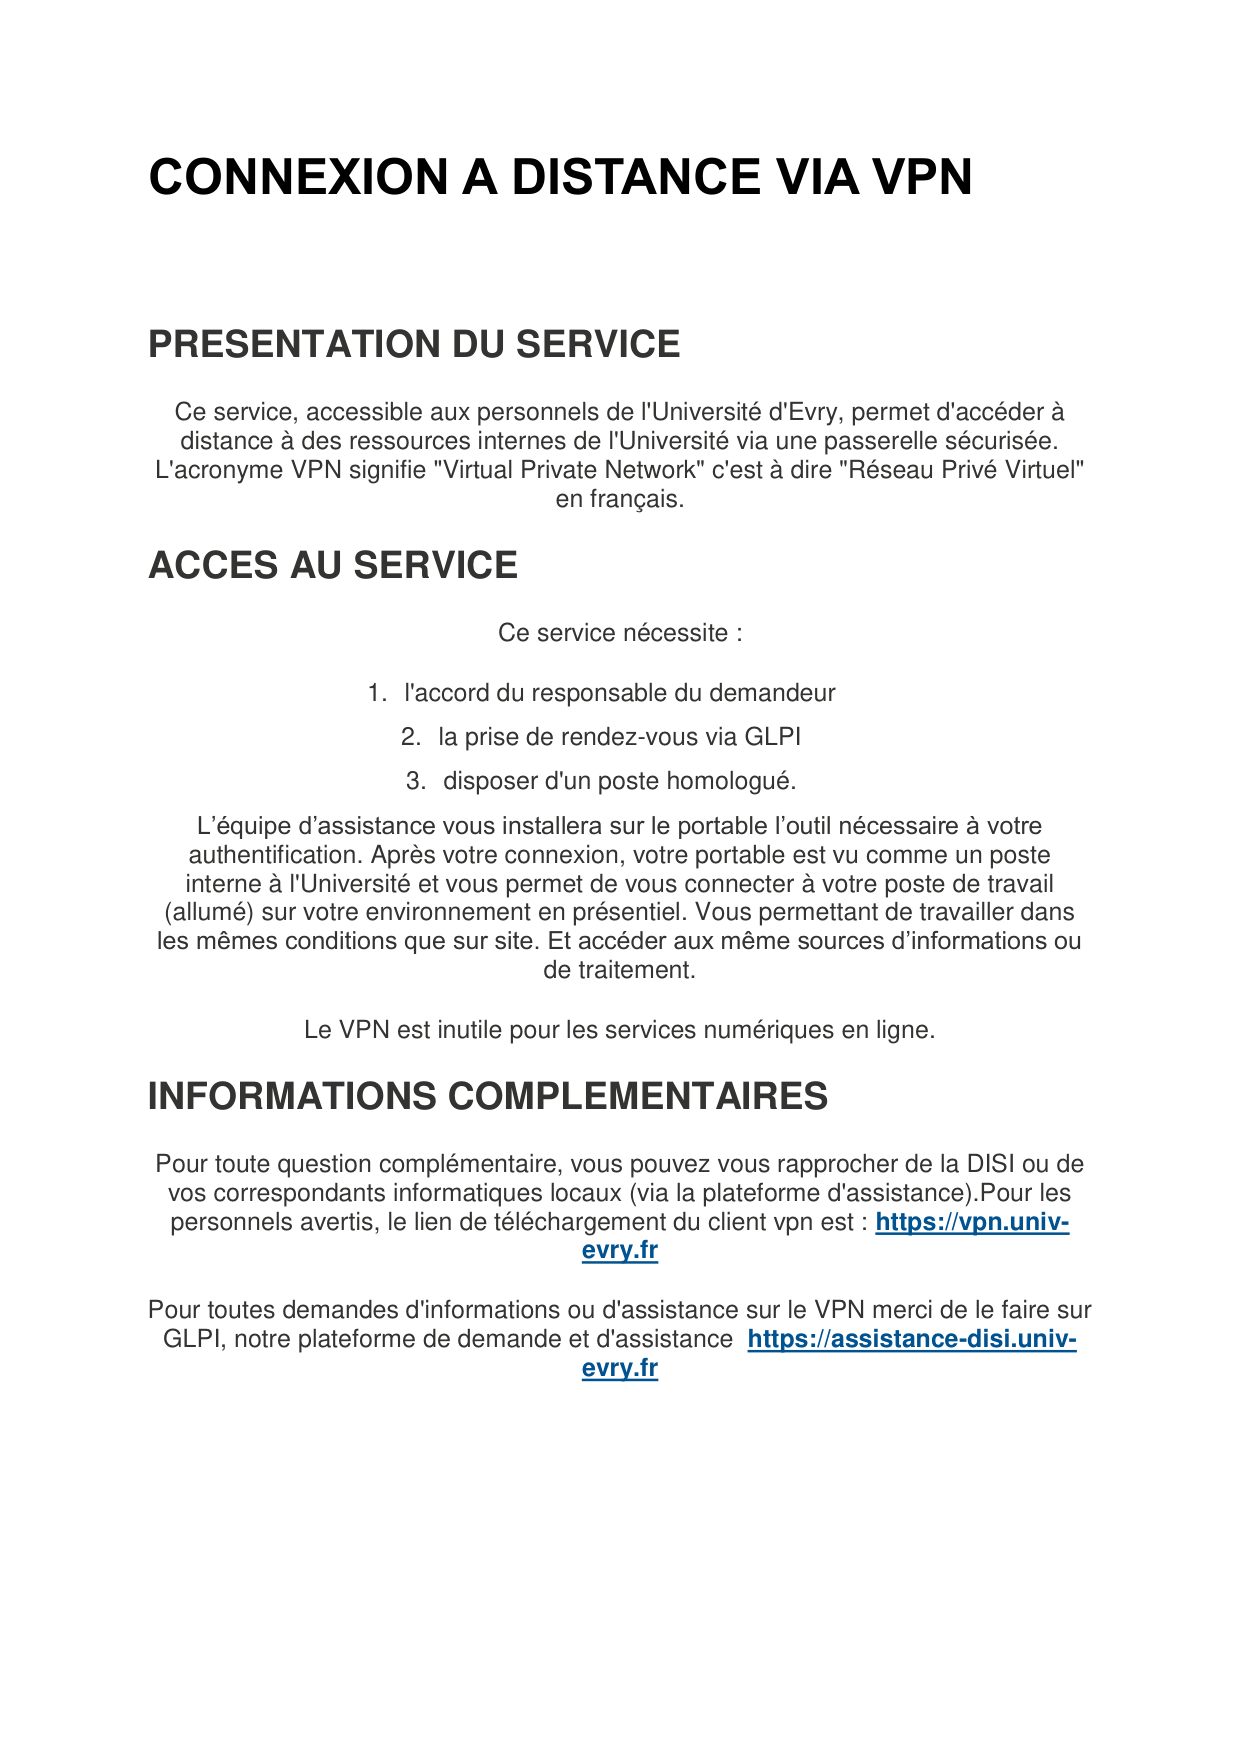 CONNEXION A DISTANCE VIA VPN
PRESENTATION DU SERVICE
Ce service, accessible aux personnels de l'Université d'Evry, permet d'accéder à
distance à des ressources internes de l'Université via une passerelle sécurisée.
L'acronyme VPN signifie "Virtual Private Network" c'est à dire "Réseau Privé Virtuel"
en français.
ACCES AU SERVICE
Ce service nécessite :
1. l'accord du responsable du demandeur
2. la prise de rendez-vous via GLPI
3. disposer d'un poste homologué.
L’équipe d’assistance vous installera sur le portable l’outil nécessaire à votre
authentification. Après votre connexion, votre portable est vu comme un poste
interne à l'Université et vous permet de vous connecter à votre poste de travail
(allumé) sur votre environnement en présentiel. Vous permettant de travailler dans
les mêmes conditions que sur site. Et accéder aux même sources d’informations ou
de traitement.
Le VPN est inutile pour les services numériques en ligne.
INFORMATIONS COMPLEMENTAIRES
Pour toute question complémentaire, vous pouvez vous rapprocher de la DISI ou de
vos correspondants informatiques locaux (via la plateforme d'assistance).Pour les
personnels avertis, le lien de téléchargement du client vpn est : https://vpn.univ-
evry.fr
Pour toutes demandes d'informations ou d'assistance sur le VPN merci de le faire sur
GLPI, notre plateforme de demande et d'assistance https://assistance-disi.univ-
evry.fr